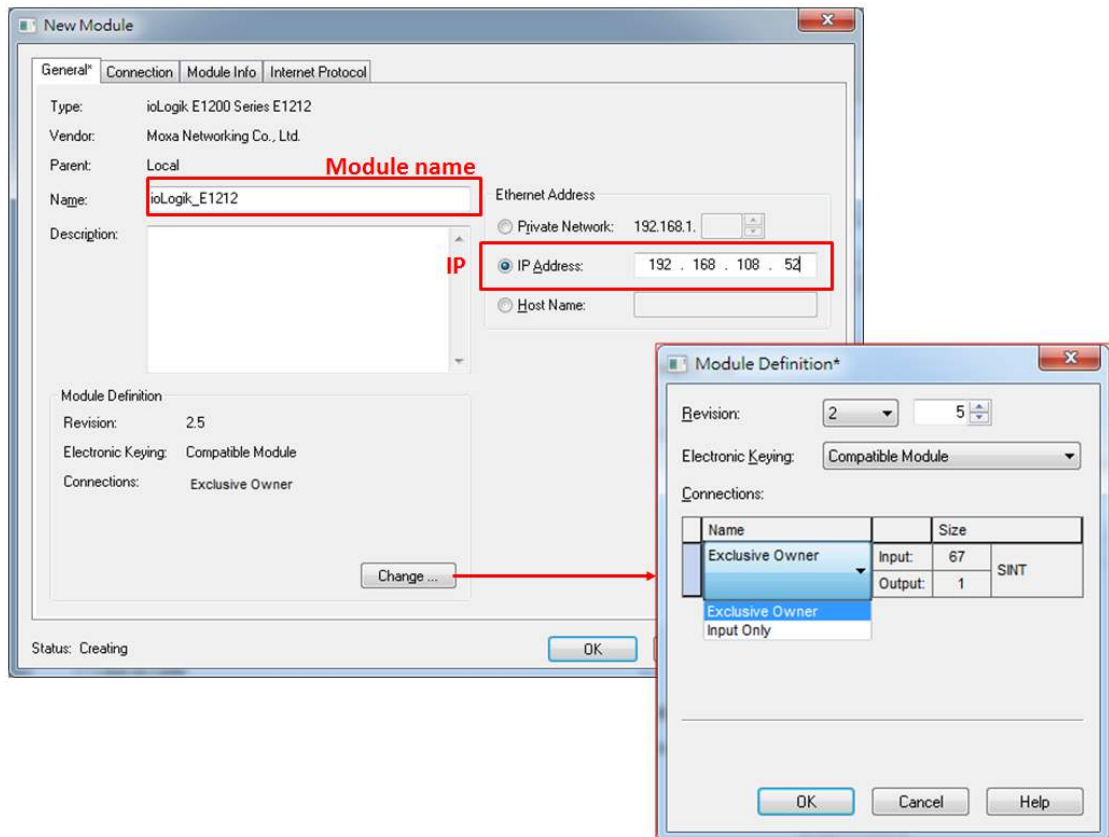 New Module
General* Connection Module Info Internet Protocol
Type: ioLogik E1200 Series E1212
Vendor: Moxa Networking Co., Ltd.
Parent: Local
Module name
Name: ioLogik_E1212
Description:
Ethernet Address
Private Network: 192.168.1.
IP
IP Address: 192 . 168 . 108 . 52
Host Name:
Module Definition
Revision: 2.5
Electronic Keying: Compatible Module
Connections: Exclusive Owner
Change ...
Status: Creating
OK
Module Definition*
Revision: 2 5
Electronic Keying: Compatible Module
Connections:
Name Size
Exclusive Owner Input: 67 SINT
Output: 1
Exclusive Owner
Input Only
OK Cancel Help